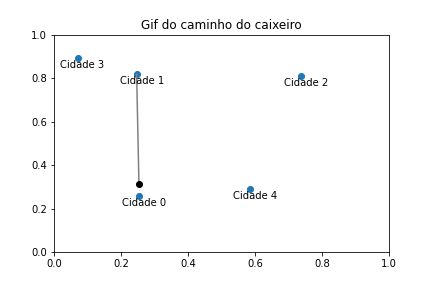 Gif do caminho do caixeiro
1.0
Cidade 3
Cidade 1
Cidade 2
0.8
0.6
0.4
Cidade 4
Cidade 0
0.2
0.0
0.0 0.2 0.4 0.6 0.8 1.0